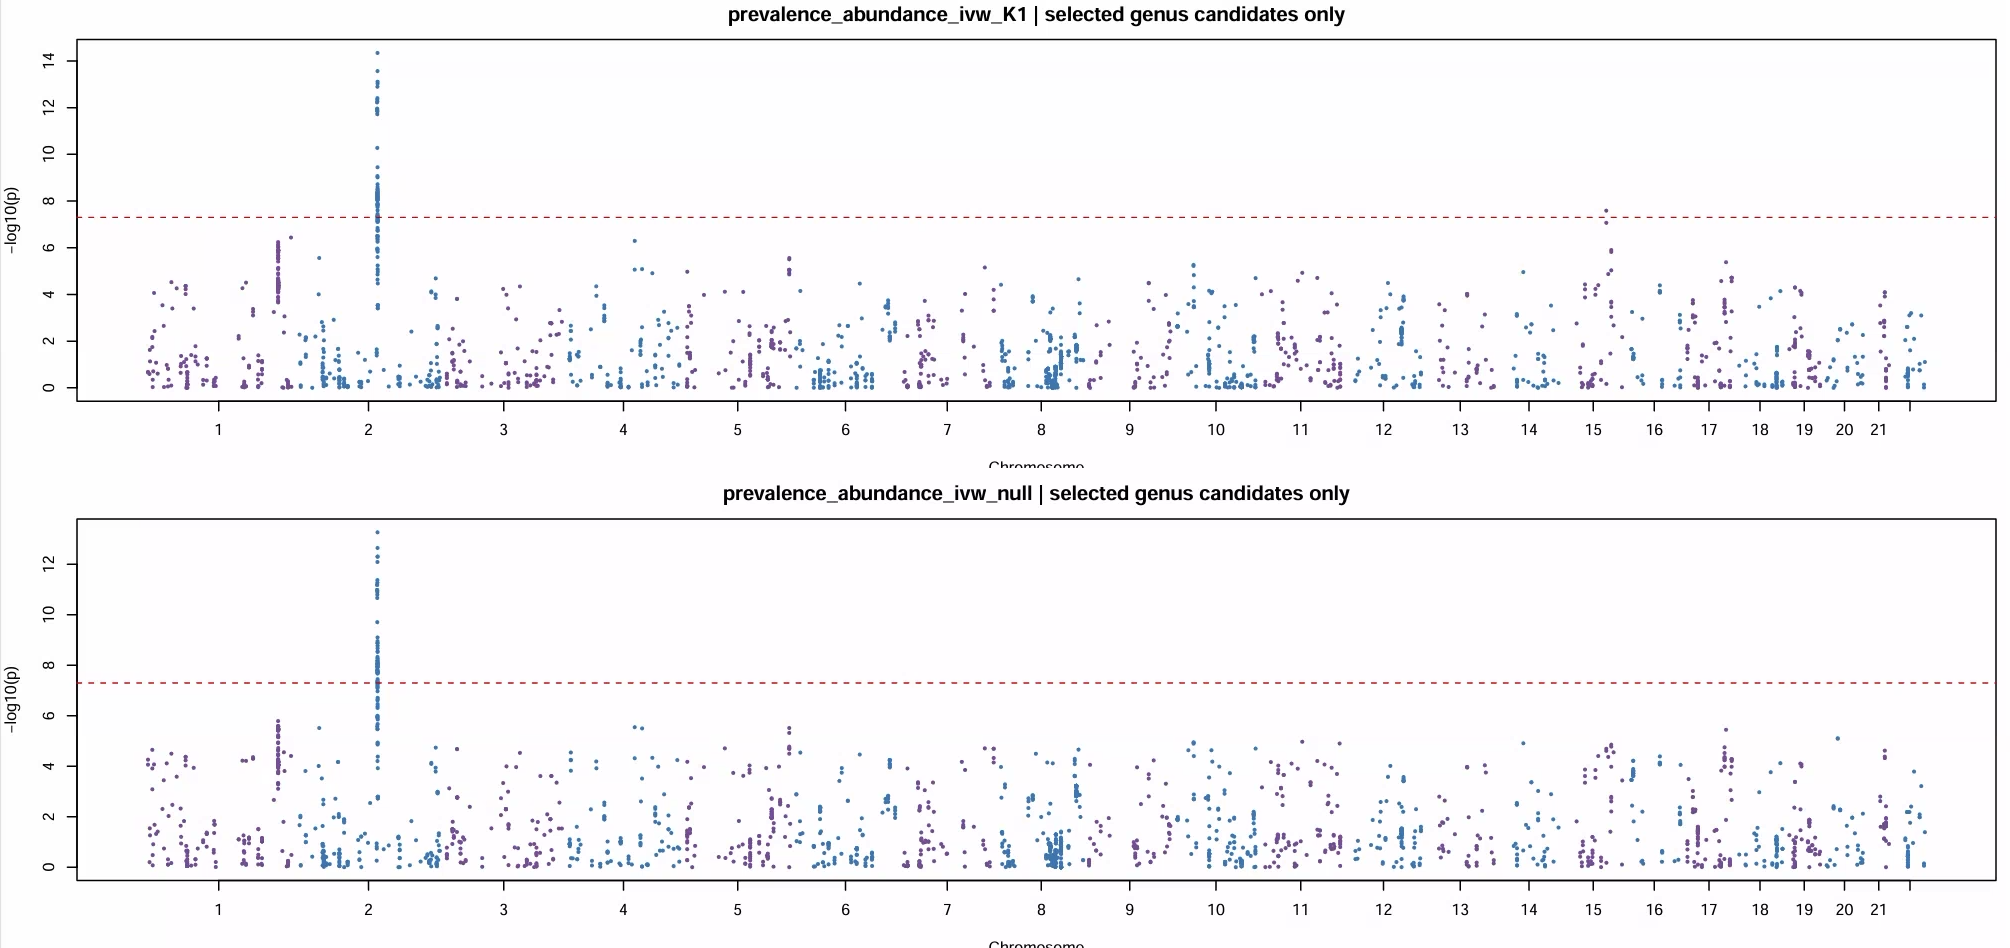 prevalence_abundance_ivw_K1 | selected genus candidates only
14
12
10
8
6
4
2
0
−log10(p)
1 2 3 4 5 6 7 8 9 10 11 12 13 14 15 16 17 18 19 20 21
Chromosome
prevalence_abundance_ivw_null | selected genus candidates only
12
10
8
6
4
2
0
−log10(p)
1 2 3 4 5 6 7 8 9 10 11 12 13 14 15 16 17 18 19 20 21
Chromosome